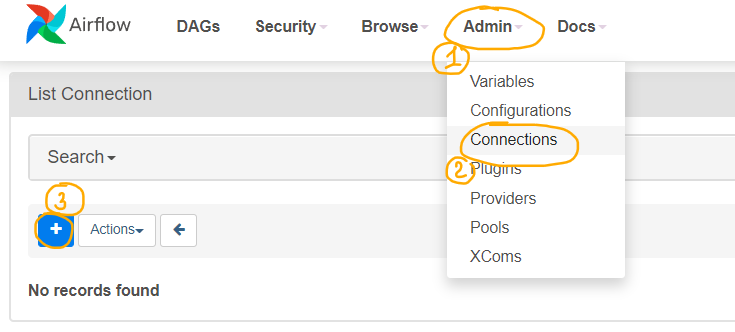 Airflow DAGs Security Browse Admin Docs
1
List Connection
Variables
Configurations
Connections
2 Plugins
Providers
Pools
XComs
Search
3
+ Actions
No records found